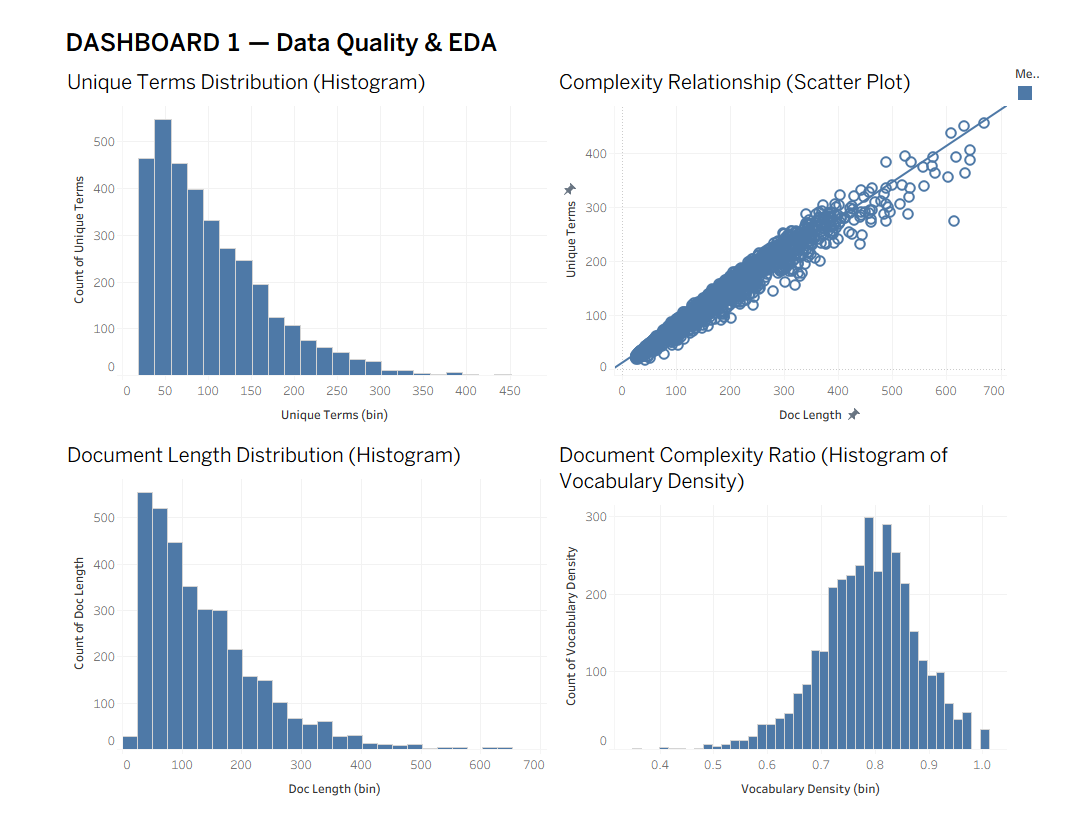 DASHBOARD 1 — Data Quality & EDA
Unique Terms Distribution (Histogram)
Count of Unique Terms
500
400
300
200
100
0
0 50 100 150 200 250 300 350 400 450
Unique Terms (bin)
Complexity Relationship (Scatter Plot)
Me..
Unique Terms
400
300
200
100
0
0 100 200 300 400 500 600 700
Doc Length
Document Length Distribution (Histogram)
Count of Doc Length
500
400
300
200
100
0
0 100 200 300 400 500 600 700
Doc Length (bin)
Document Complexity Ratio (Histogram of
Vocabulary Density)
Count of Vocabulary Density
300
200
100
0
0.4 0.5 0.6 0.7 0.8 0.9 1.0
Vocabulary Density (bin)